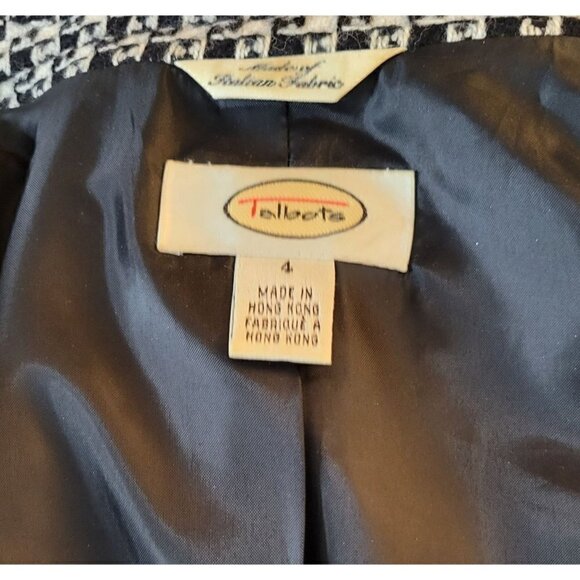 Made of
Italian Fabric
Talbots
4
MADE IN
HONG KONG
FABRIQUÉ A
HONG KONG